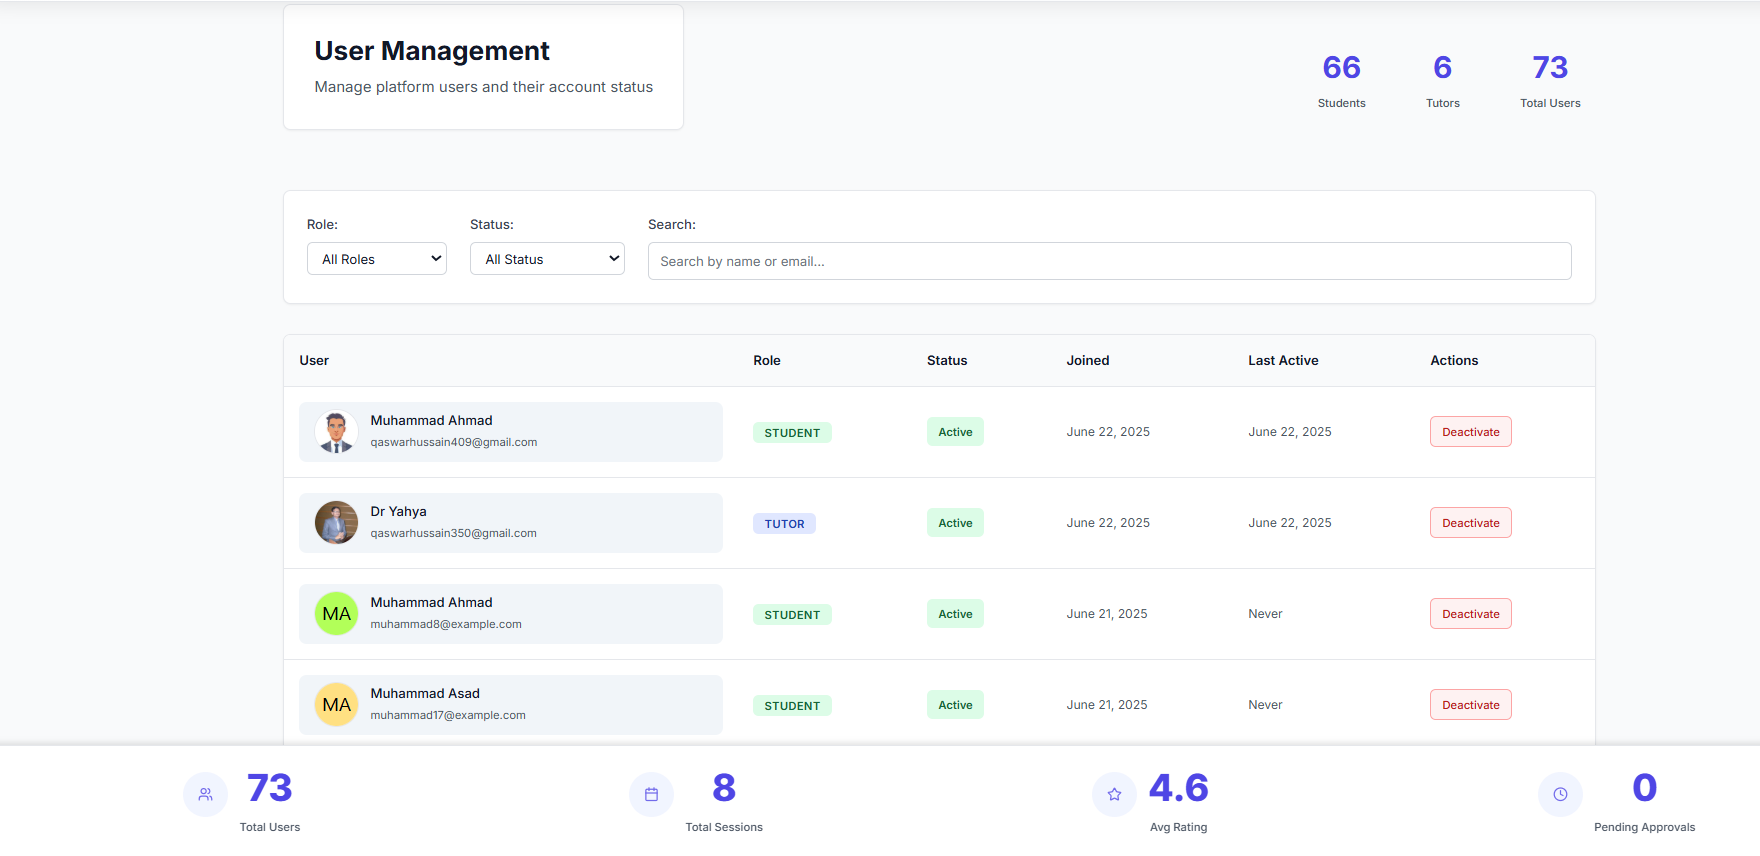 User Management
Manage platform users and their account status
66
Students
6
Tutors
73
Total Users
Role:
All Roles
Status:
All Status
Search:
Search by name or email...
User Role Status Joined Last Active Actions
Muhammad Ahmad
qaswarhussain409@gmail.com
STUDENT Active June 22, 2025 June 22, 2025 Deactivate
Dr Yahya
qaswarhussain350@gmail.com
TUTOR Active June 22, 2025 June 22, 2025 Deactivate
MA
Muhammad Ahmad
muhammad8@example.com
STUDENT Active June 21, 2025 Never Deactivate
MA
Muhammad Asad
muhammad17@example.com
STUDENT Active June 21, 2025 Never Deactivate
73
Total Users
8
Total Sessions
4.6
Avg Rating
0
Pending Approvals